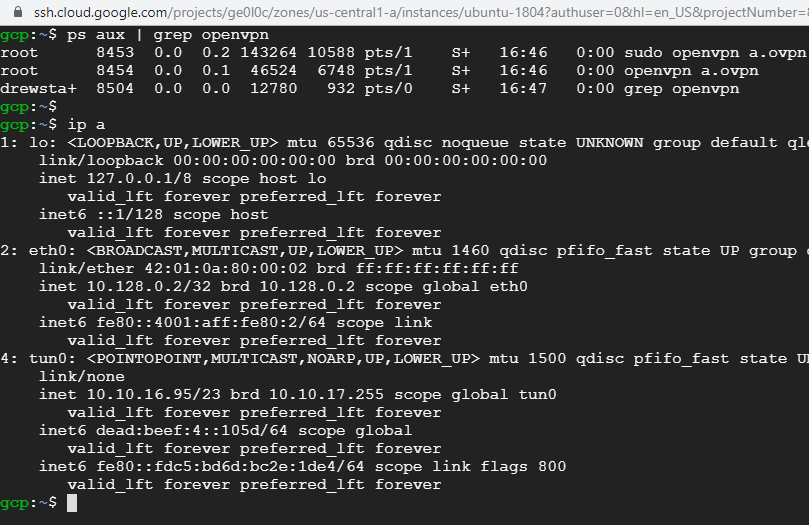 ssh.cloud.google.com/projects/ge0l0c/zones/us-central1-a/instances/ubuntu-1804?authuser=0&hl=en_US&projectNumber=
gcp:~$ ps aux | grep openvpn
root      8453  0.0  0.2 143264 10588 pts/1    S+   16:46   0:00 sudo openvpn a.ovpn
root      8454  0.0  0.1  46524  6748 pts/1    S+   16:46   0:00 openvpn a.ovpn
drewsta+  8504  0.0  0.0  12780   932 pts/0    S+   16:47   0:00 grep openvpn
gcp:~$
gcp:~$ ip a
1: lo: <LOOPBACK,UP,LOWER_UP> mtu 65536 qdisc noqueue state UNKNOWN group default qle
    link/loopback 00:00:00:00:00:00 brd 00:00:00:00:00:00
    inet 127.0.0.1/8 scope host lo
       valid_lft forever preferred_lft forever
    inet6 ::1/128 scope host
       valid_lft forever preferred_lft forever
2: eth0: <BROADCAST,MULTICAST,UP,LOWER_UP> mtu 1460 qdisc pfifo_fast state UP group
    link/ether 42:01:0a:80:00:02 brd ff:ff:ff:ff:ff:ff
    inet 10.128.0.2/32 brd 10.128.0.2 scope global eth0
       valid_lft forever preferred_lft forever
    inet6 fe80::4001:aff:fe80:2/64 scope link
       valid_lft forever preferred_lft forever
4: tun0: <POINTOPOINT,MULTICAST,NOARP,UP,LOWER_UP> mtu 1500 qdisc pfifo_fast state U
    link/none
    inet 10.10.16.95/23 brd 10.10.17.255 scope global tun0
       valid_lft forever preferred_lft forever
    inet6 dead:beef:4::105d/64 scope global
       valid_lft forever preferred_lft forever
    inet6 fe80::fdc5:bd6d:bc2e:1de4/64 scope link flags 800
       valid_lft forever preferred_lft forever
gcp:~$